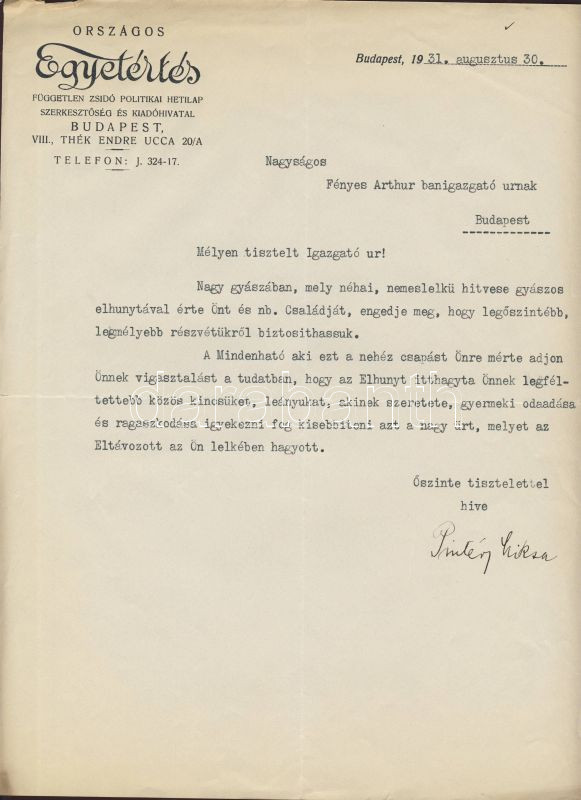 ORSZÁGOS
Egyetértés
FÜGGETLEN ZSIDÓ POLITIKAI HETILAP
SZERKESZTŐSÉG ÉS KIADÓHIVATAL
BUDAPEST,
VIII., THÉK ENDRE UCCA 20/A
TELEFON: J. 324-17.
Budapest, 1931. augusztus 30.
Nagyságos
Fényes Arthur banigazgató urnak
Budapest
Mélyen tisztelt Igazgató ur!
Nagy gyászában, mely néhai, nemeslelkü hitvese gyászos
elhunytával érte Önt és nb. Családját, engedje meg, hogy legőszintébb,
legmélyebb részvétükről biztosithassuk.
A Mindenható aki ezt a nehéz csapást Önre mérte adjon
Önnek vigasztalást a tudatbán, hogy az Elhunyt itthagyta Önnek legfél-
tettebb közös kincsüket, leányukat, akinek szeretete, gyermeki odaadása
és ragaszkodása igyekezni fog kisebbiteni azt a nagy ürt, melyet az
Eltávozott az Ön lelkében hagyott.
Őszinte tisztelettel
hive
Pintér Miksa
darabanth